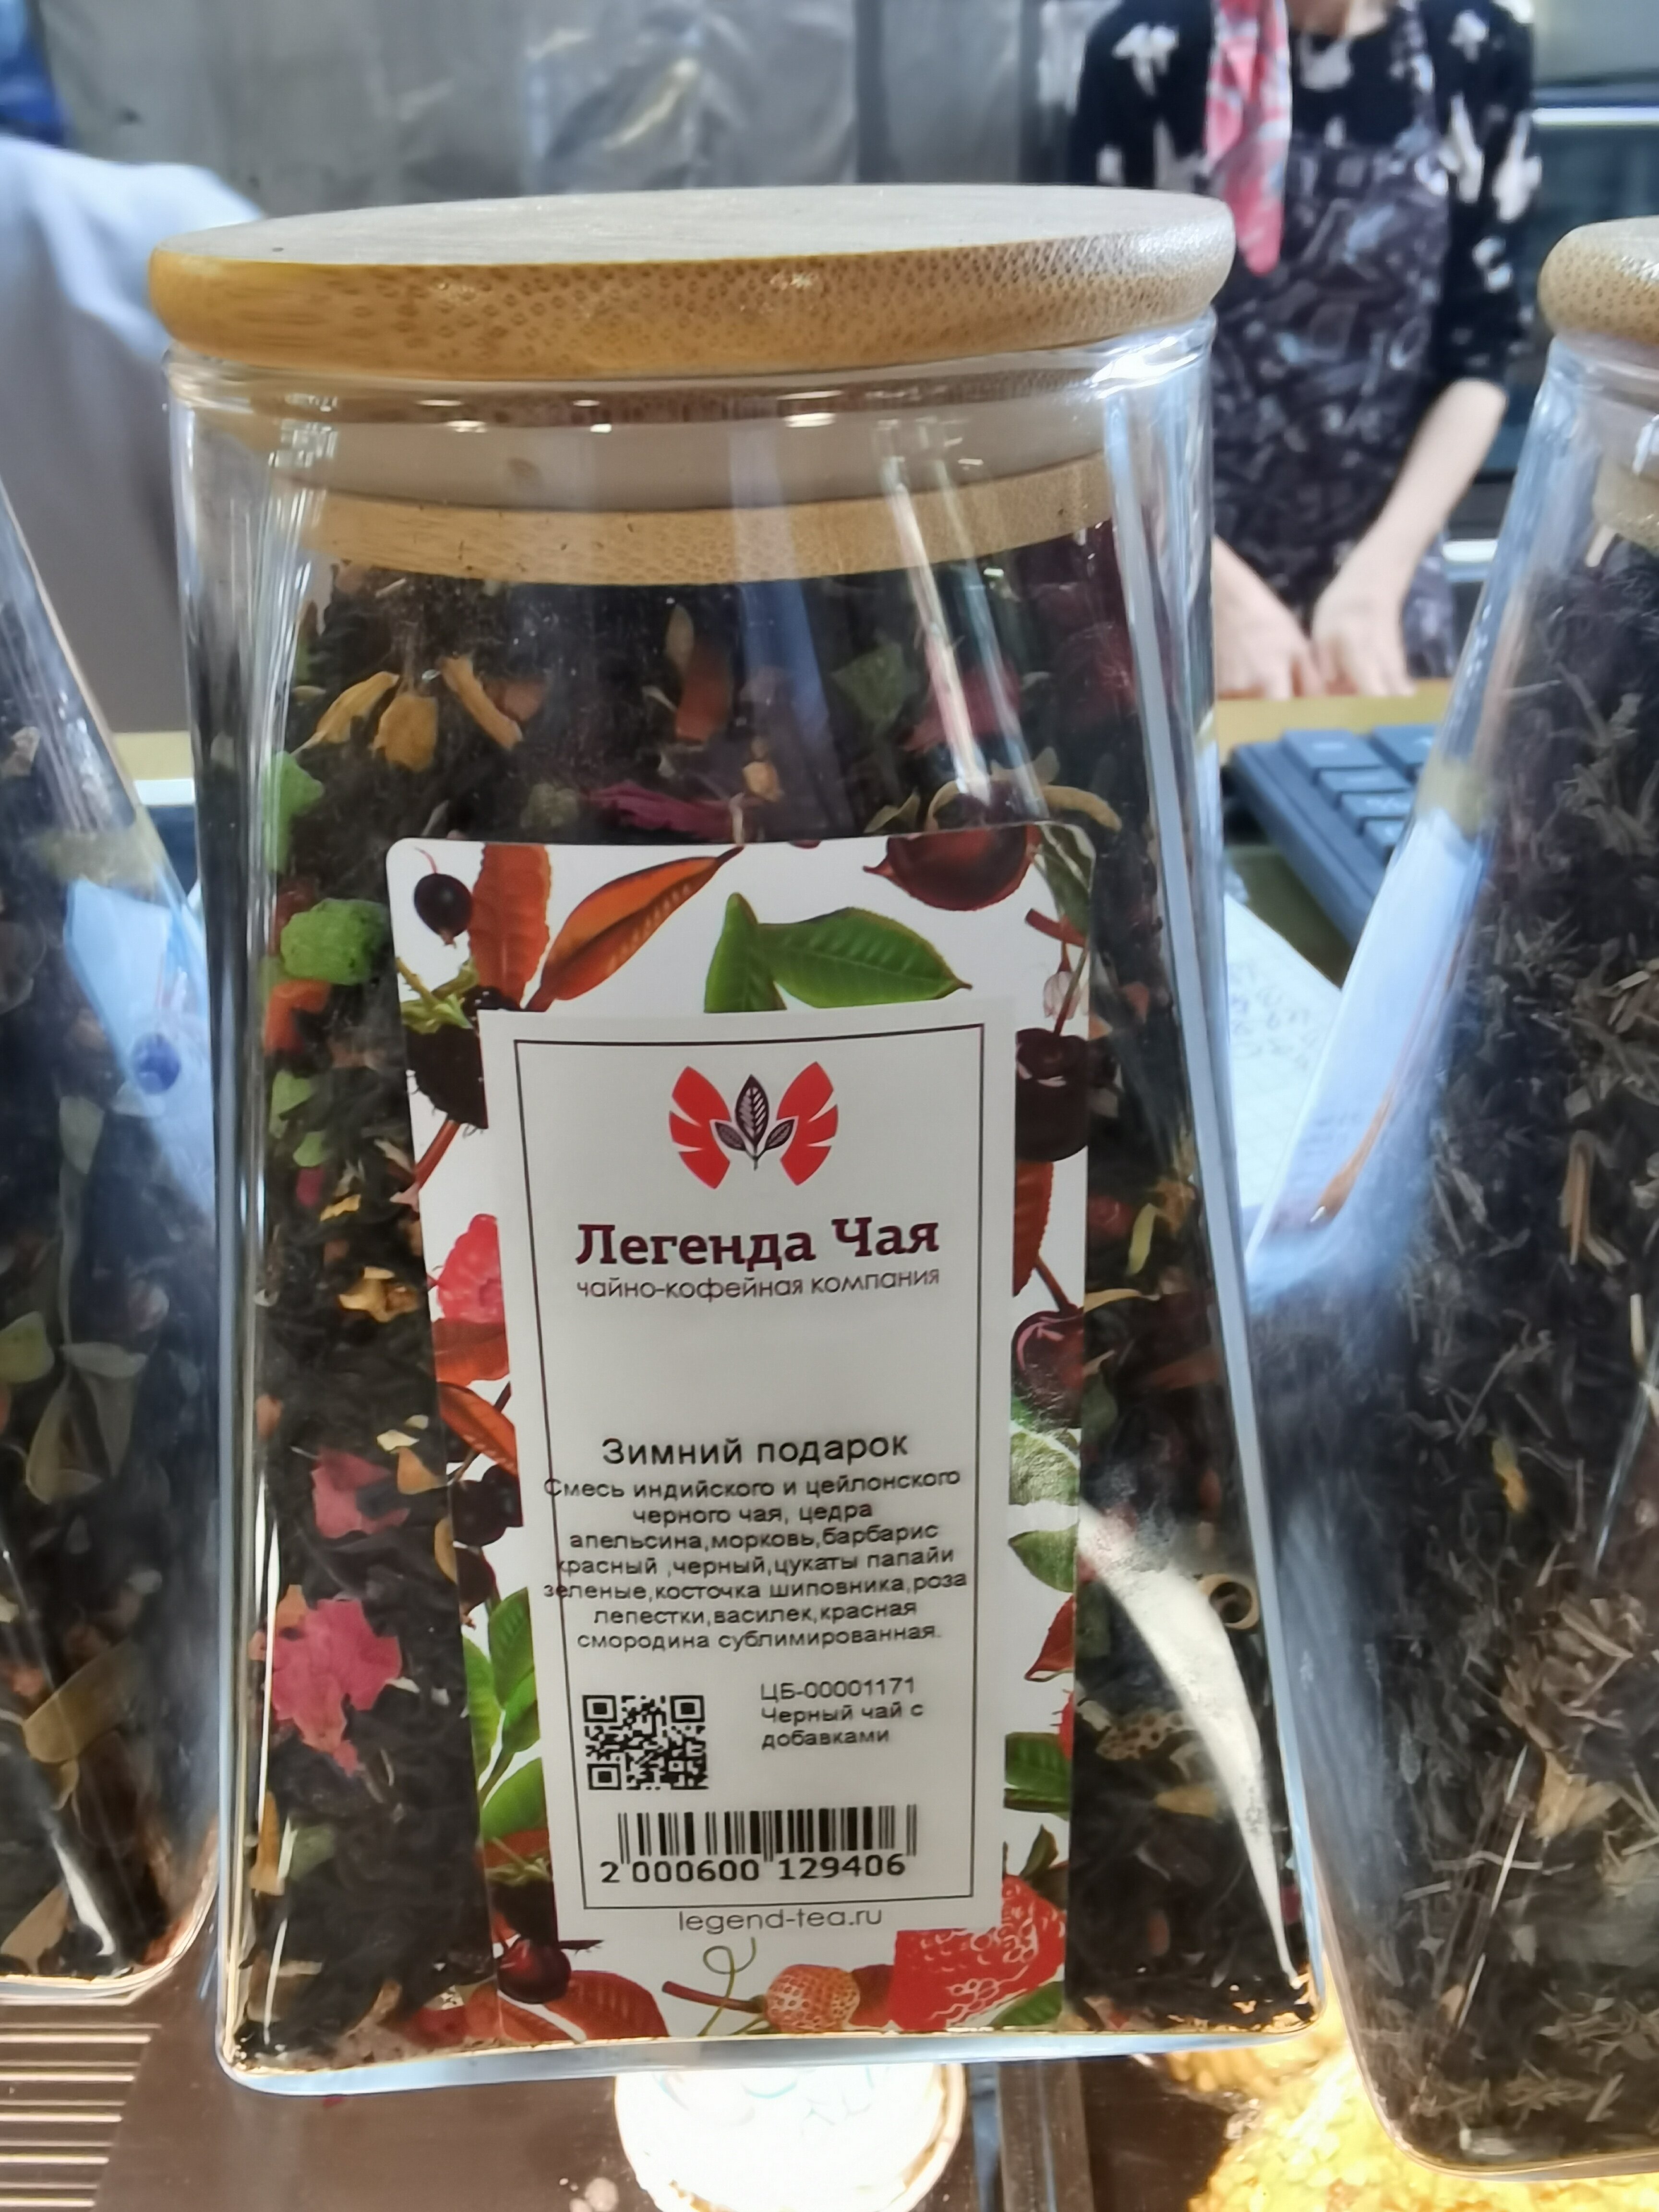 Легенда Чая
чайно-кофейная компания
Зимний подарок
Смесь индийского и цейлонского
черного чая, цедра
апельсина,морковь,барбарис
красный ,черный,цукаты папайи
зеленые,косточка шиповника,роза
лепестки,василек,красная
смородина сублимированная.
ЦБ-00001171
Черный чай с
добавками
2 000600 129406
legend-tea.ru